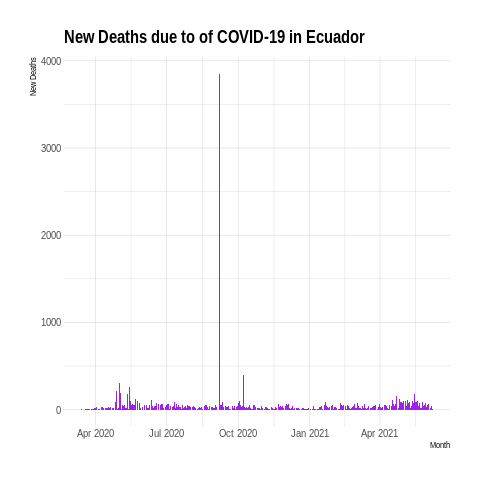 New Deaths due to of COVID-19 in Ecuador
New Deaths
4000
3000
2000
1000
0
Apr 2020 Jul 2020 Oct 2020 Jan 2021 Apr 2021
Month